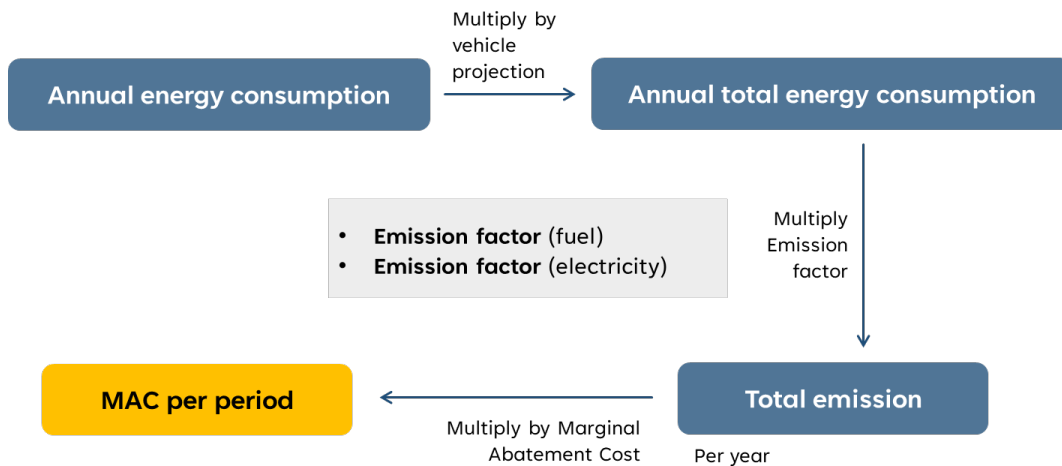 Multiply by
vehicle
projection
Annual energy consumption
Annual total energy consumption
• Emission factor (fuel)
• Emission factor (electricity)
Multiply
Emission
factor
MAC per period
Total emission
Multiply by Marginal
Abatement Cost
Per year